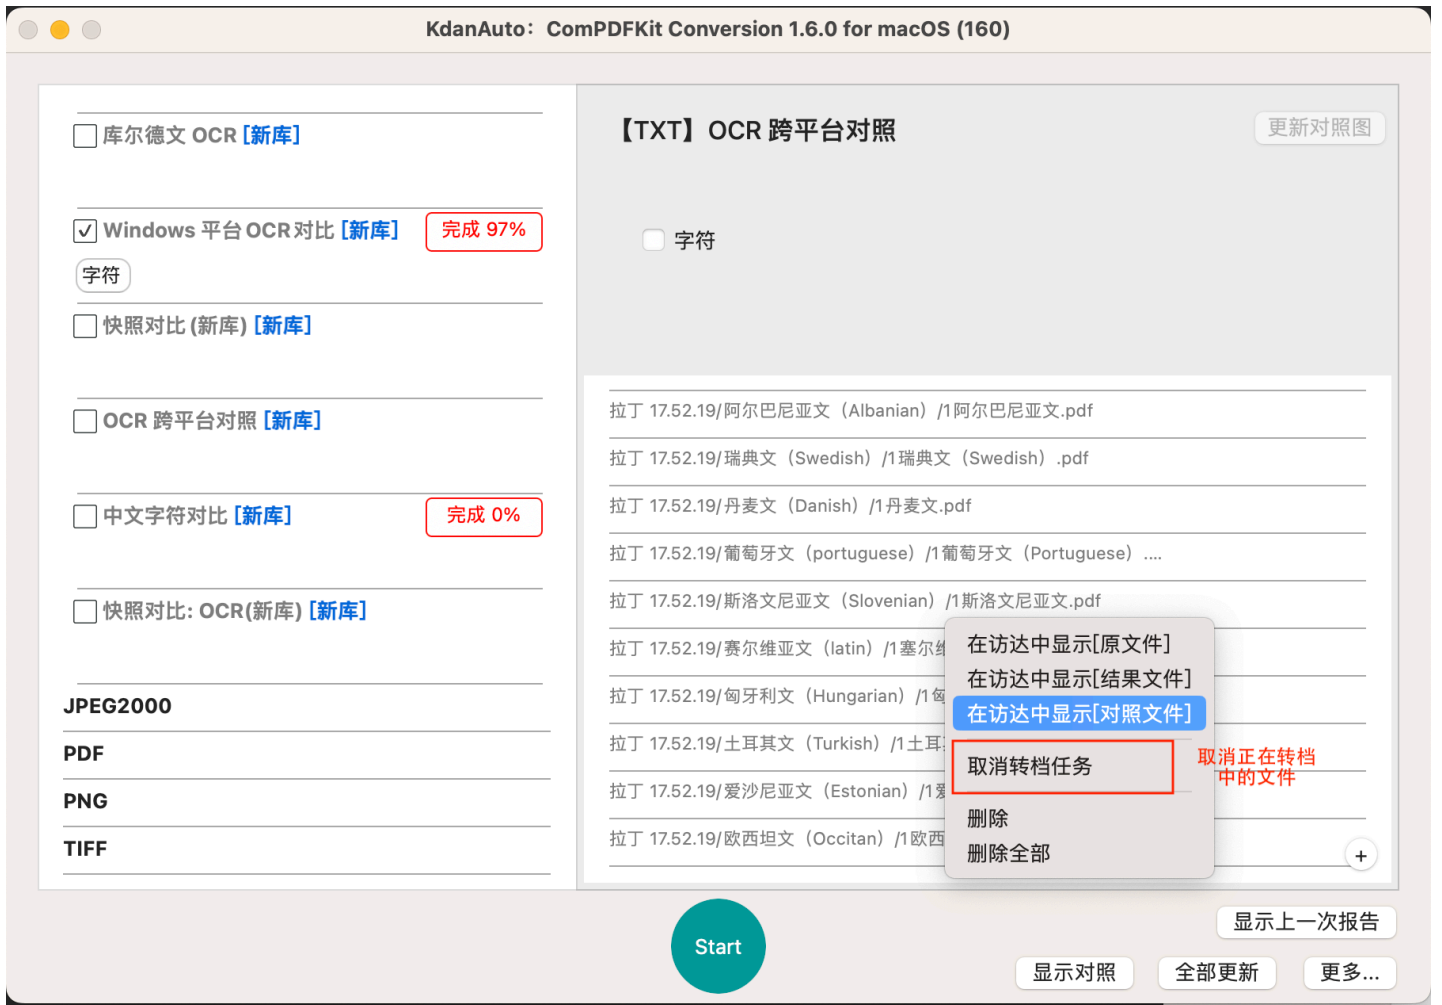 KdanAuto：ComPDFKit Conversion 1.6.0 for macOS (160)
库尔德文 OCR [新库]
Windows 平台 OCR 对比 [新库]
完成 97%
字符
快照对比 (新库) [新库]
OCR 跨平台对照 [新库]
中文字符对比 [新库]
完成 0%
快照对比: OCR(新库) [新库]
JPEG2000
PDF
PNG
TIFF
【TXT】OCR 跨平台对照
更新对照图
字符
拉丁 17.52.19/阿尔巴尼亚文（Albanian）/1阿尔巴尼亚文.pdf
拉丁 17.52.19/瑞典文（Swedish）/1瑞典文（Swedish）.pdf
拉丁 17.52.19/丹麦文（Danish）/1丹麦文.pdf
拉丁 17.52.19/葡萄牙文（portuguese）/1葡萄牙文（Portuguese）....
拉丁 17.52.19/斯洛文尼亚文（Slovenian）/1斯洛文尼亚文.pdf
拉丁 17.52.19/赛尔维亚文（latin）/1塞尔维
拉丁 17.52.19/匈牙利文（Hungarian）/1匈
拉丁 17.52.19/土耳其文（Turkish）/1土耳其
拉丁 17.52.19/爱沙尼亚文（Estonian）/1爱
拉丁 17.52.19/欧西坦文（Occitan）/1欧西
在访达中显示[原文件]
在访达中显示[结果文件]
在访达中显示[对照文件]
取消转档任务
删除
删除全部
取消正在转档
中的文件
+
Start
显示上一次报告
显示对照
全部更新
更多...